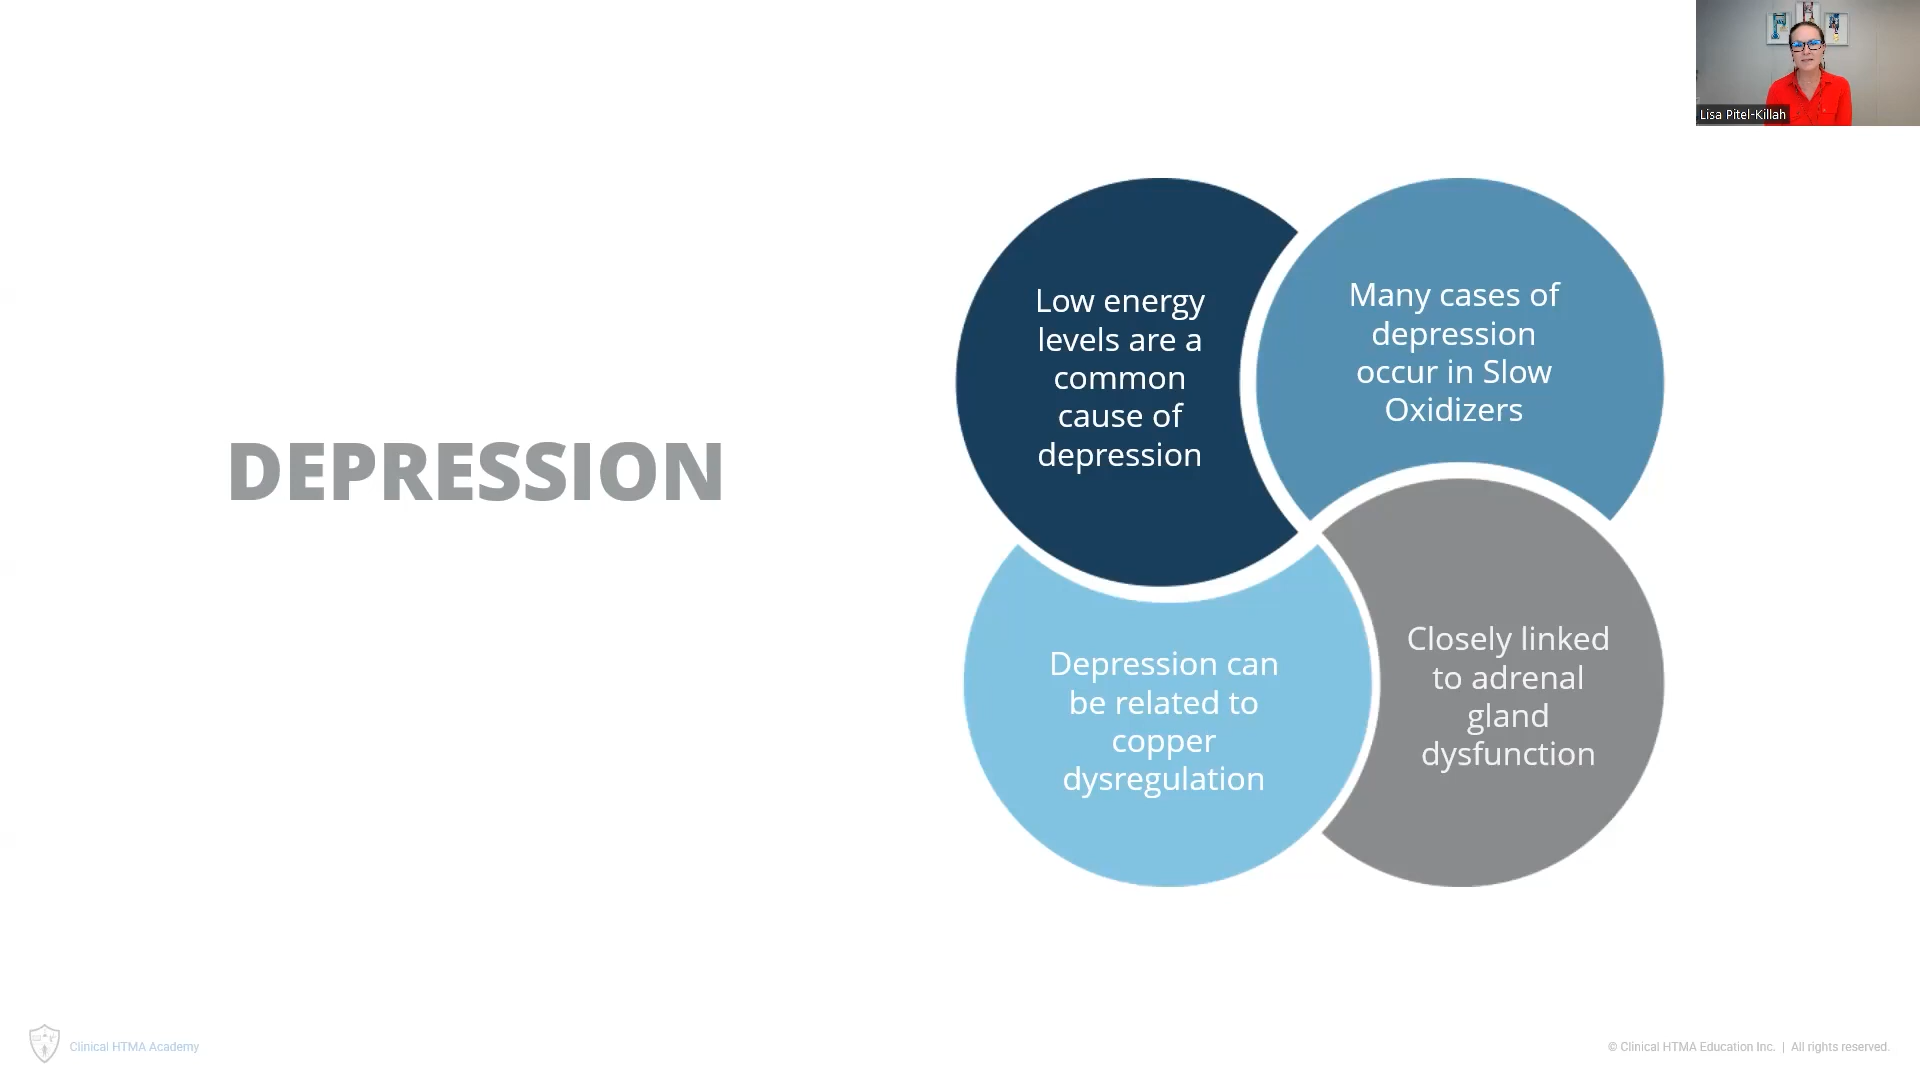 Lisa Pitel-Killah
DEPRESSION
Low energy
levels are a
common
cause of
depression
Many cases of
depression
occur in Slow
Oxidizers
Depression can
be related to
copper
dysregulation
Closely linked
to adrenal
gland
dysfunction
Clinical HTMA Academy
© Clinical HTMA Education Inc. | All rights reserved.